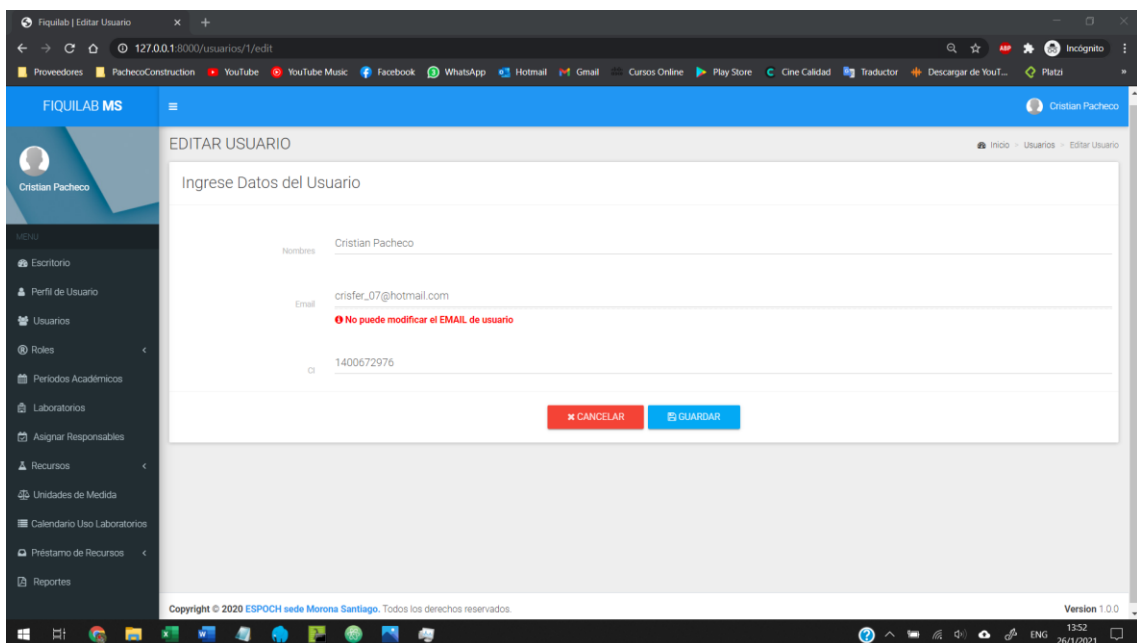 Fiquilab | Editar Usuario
127.0.0.1:8000/usuarios/1/edit
ABP
Incógnito
Proveedores PachecoConstruction YouTube YouTube Music Facebook WhatsApp Hotmail Gmail Cursos Online Play Store Cine Calidad Traductor Descargar de YouT... Platzi »
FIQUILAB MS
Cristian Pacheco
EDITAR USUARIO
Inicio > Usuarios > Editar Usuario
Cristian Pacheco
Ingrese Datos del Usuario
MENU
Escritorio
Perfil de Usuario
Usuarios
Roles
Períodos Académicos
Laboratorios
Asignar Responsables
Recursos
Unidades de Medida
Calendario Uso Laboratorios
Préstamo de Recursos
Reportes
Nombres Cristian Pacheco
Email crisfer_07@hotmail.com
No puede modificar el EMAIL de usuario
CI 1400672976
CANCELAR GUARDAR
Copyright © 2020 ESPOCH sede Morona Santiago. Todos los derechos reservados.
Version 1.0.0
ENG
13:52
26/1/2021